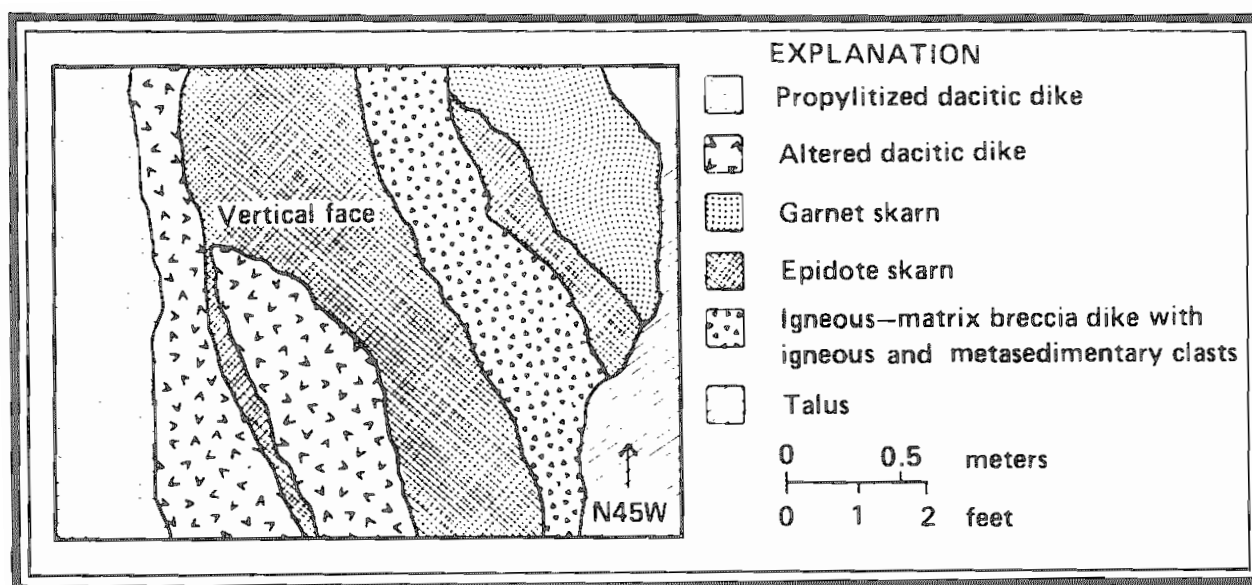 Vertical face
N45W
EXPLANATION
Propylitized dacitic dike
Altered dacitic dike
Garnet skarn
Epidote skarn
Igneous—matrix breccia dike with
igneous and metasedimentary clasts
Talus
0 0.5 meters
0 1 2 feet